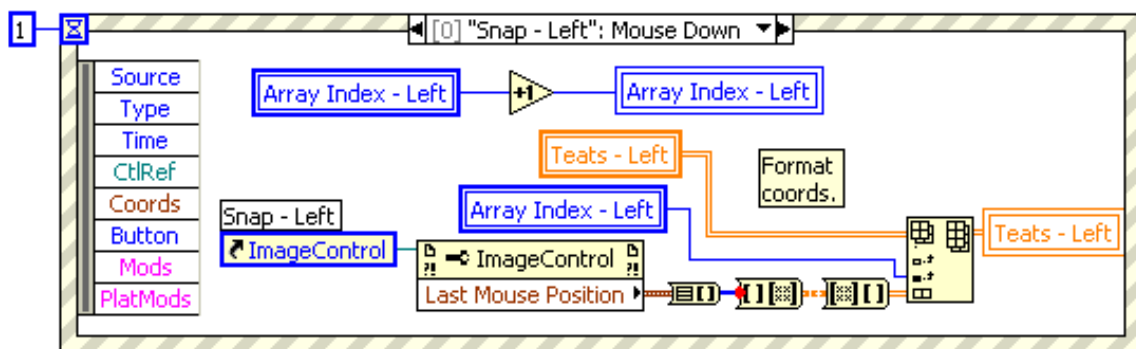 1
[0] "Snap - Left": Mouse Down
Source
Type
Time
CtlRef
Coords
Button
Mods
PlatMods
Array Index - Left
+1
Array Index - Left
Teats - Left
Format
coords.
Array Index - Left
Snap - Left
ImageControl
ImageControl
Last Mouse Position
Teats - Left